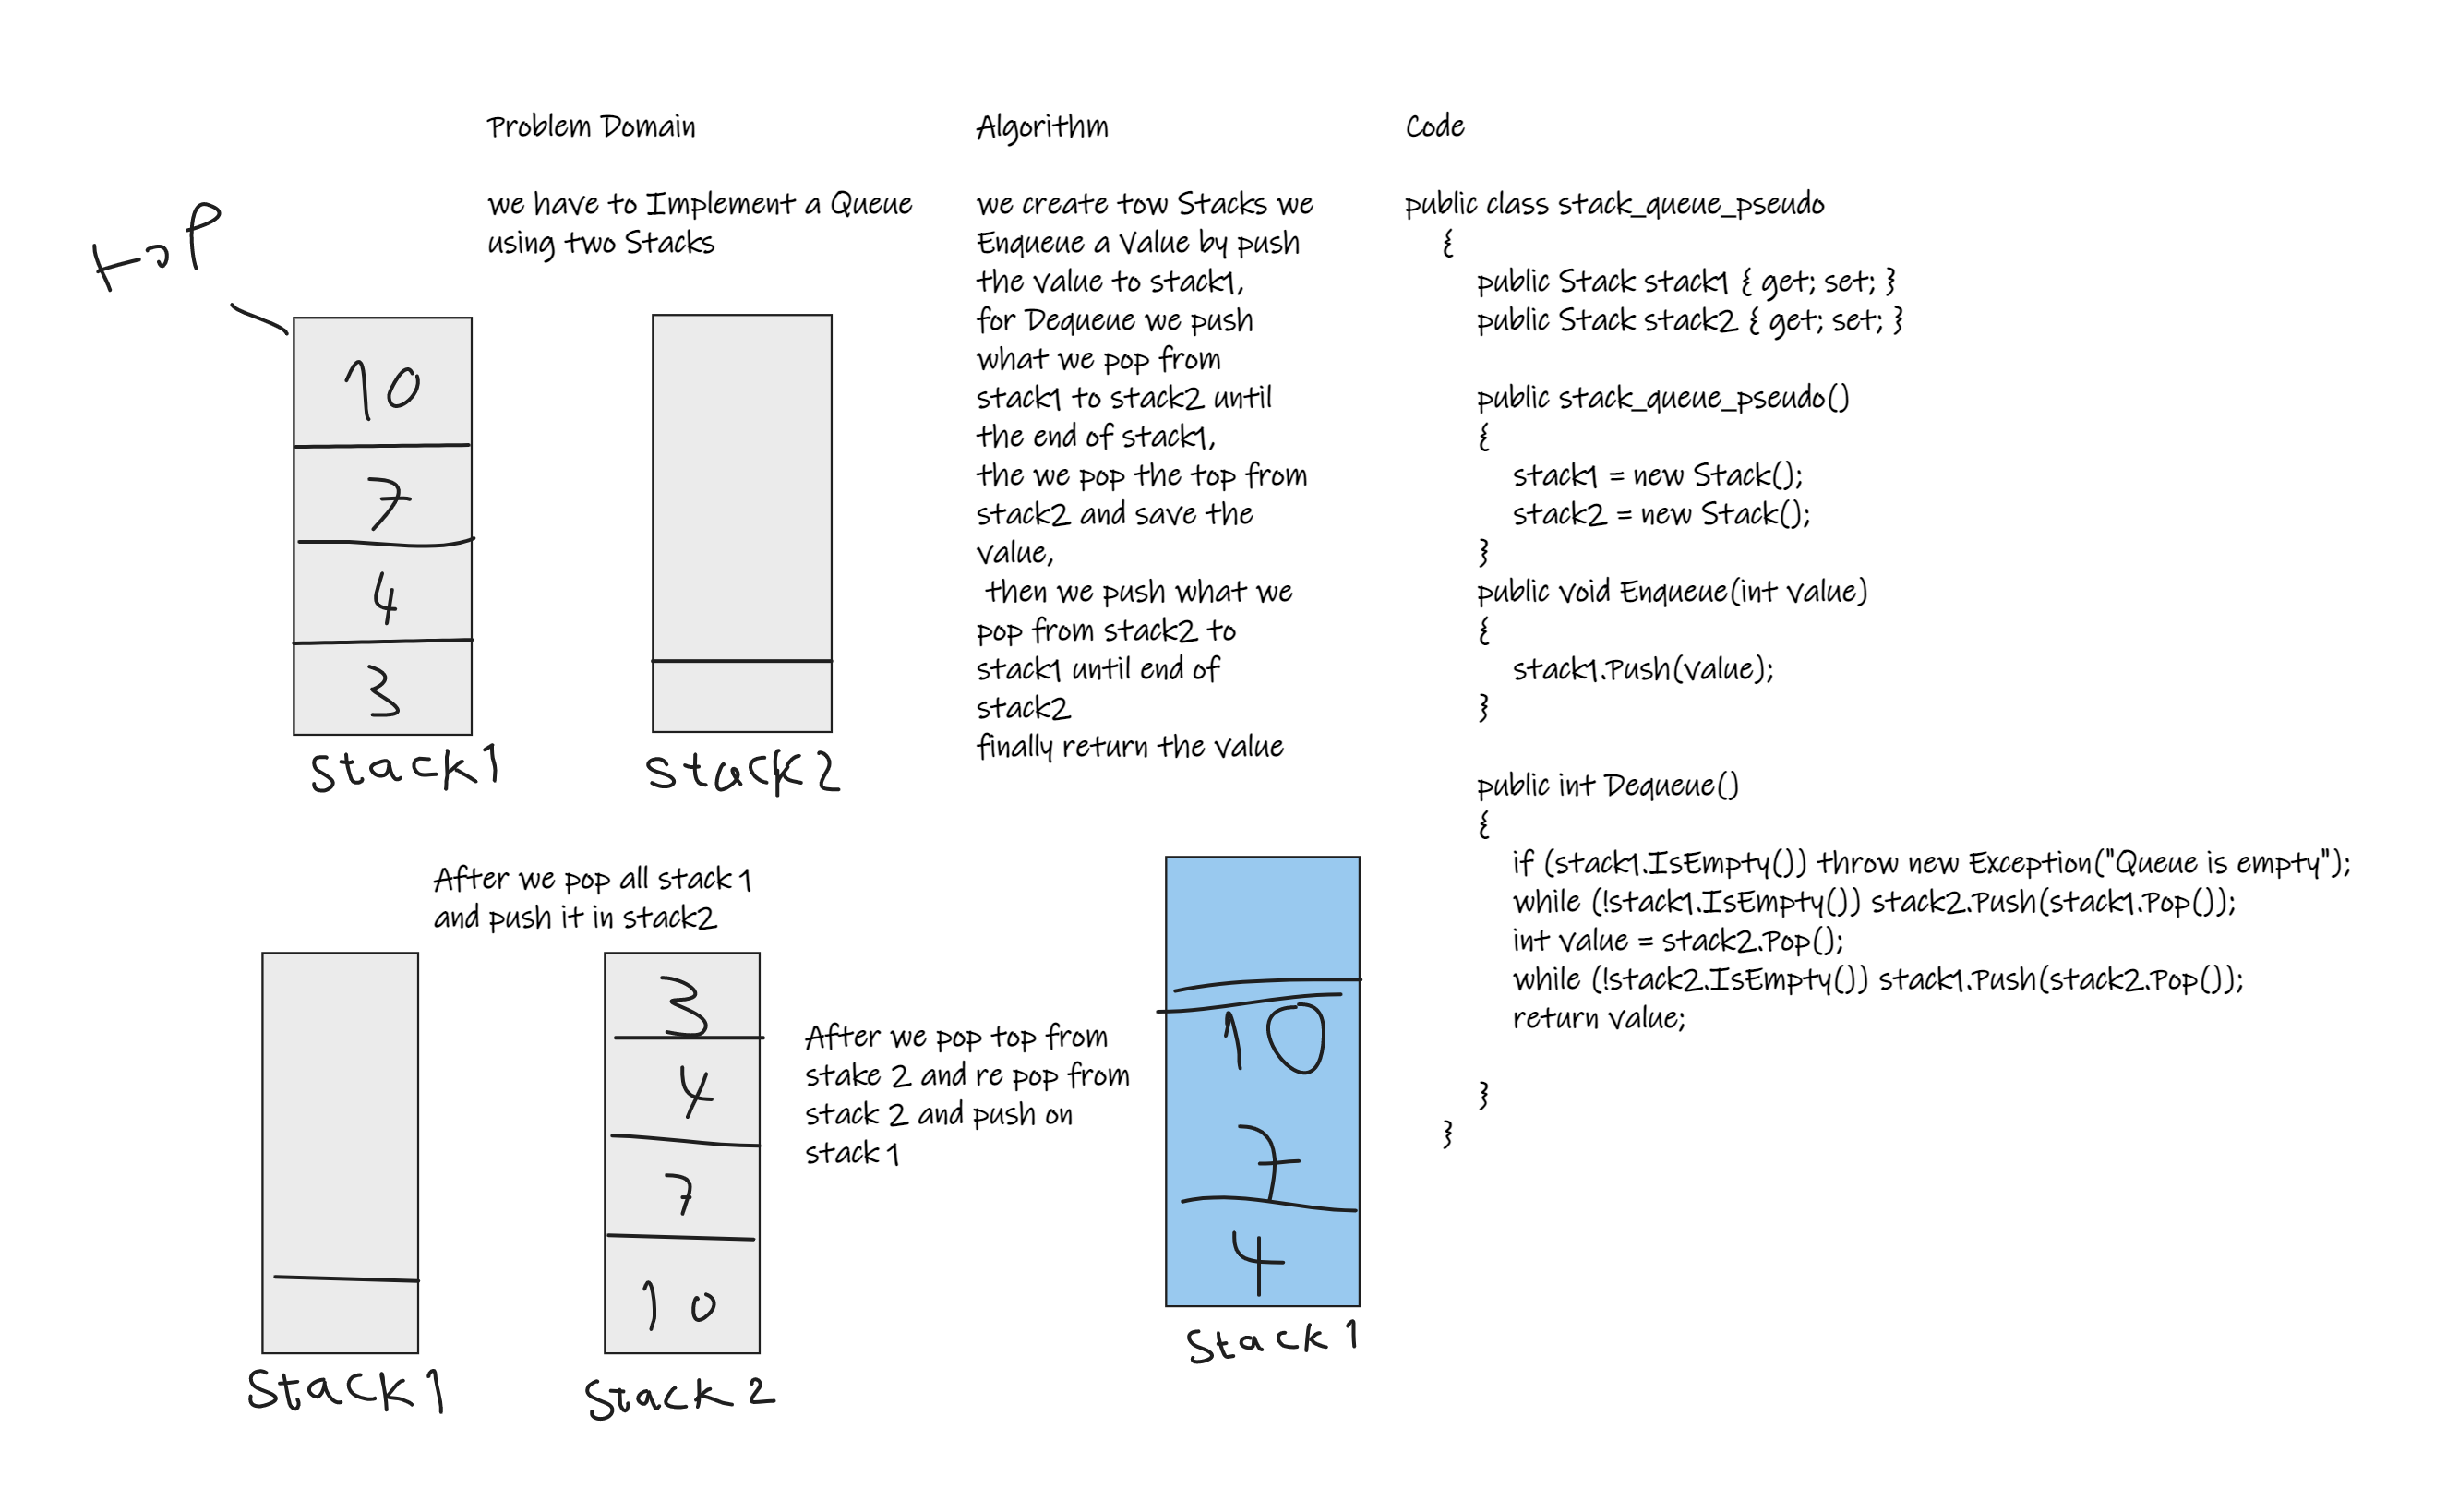 Problem Domain
we have to Implement a Queue
using two Stacks
top
10
7
4
3
Stack1
Stack2
Algorithm
we create tow Stacks we
Enqueue a Value by push
the value to stack1,
for Dequeue we push
what we pop from
stack1 to stack2 until
the end of stack1,
the we pop the top from
stack2 and save the
value,
then we push what we
pop from stack2 to
stack1 until end of
stack2
finally return the value
After we pop all stack 1
and push it in stack2
Stack1
3
4
7
10
Stack 2
After we pop top from
stake 2 and re pop from
stack 2 and push on
stack 1
10
7
4
Stack 1
Code
public class stack_queue_pseudo
{
public Stack stack1 { get; set; }
public Stack stack2 { get; set; }
public stack_queue_pseudo()
{
stack1 = new Stack();
stack2 = new Stack();
}
public void Enqueue(int value)
{
stack1.Push(value);
}
public int Dequeue()
{
if (stack1.IsEmpty()) throw new Exception("Queue is empty");
while (!stack1.IsEmpty()) stack2.Push(stack1.Pop());
int value = stack2.Pop();
while (!stack2.IsEmpty()) stack1.Push(stack2.Pop());
return value;
}
}